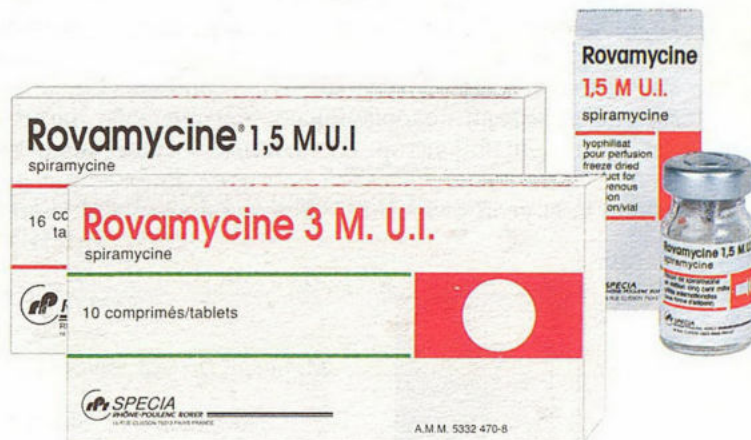 Rovamycine® 1,5 M.U.I
spiramycine
16
Rovamycine 3 M. U.I.
spiramycine
10 comprimés/tablets
SPECIA
RHÔNE-POULENC RORER
A.M.M. 5332 470-8
Rovamycine
1,5 M U.I.
spiramycine
lyophilisat
pour perfusion
freeze dried
for
Rovamycine 1,5 M.U
spiramycine
SPECIA